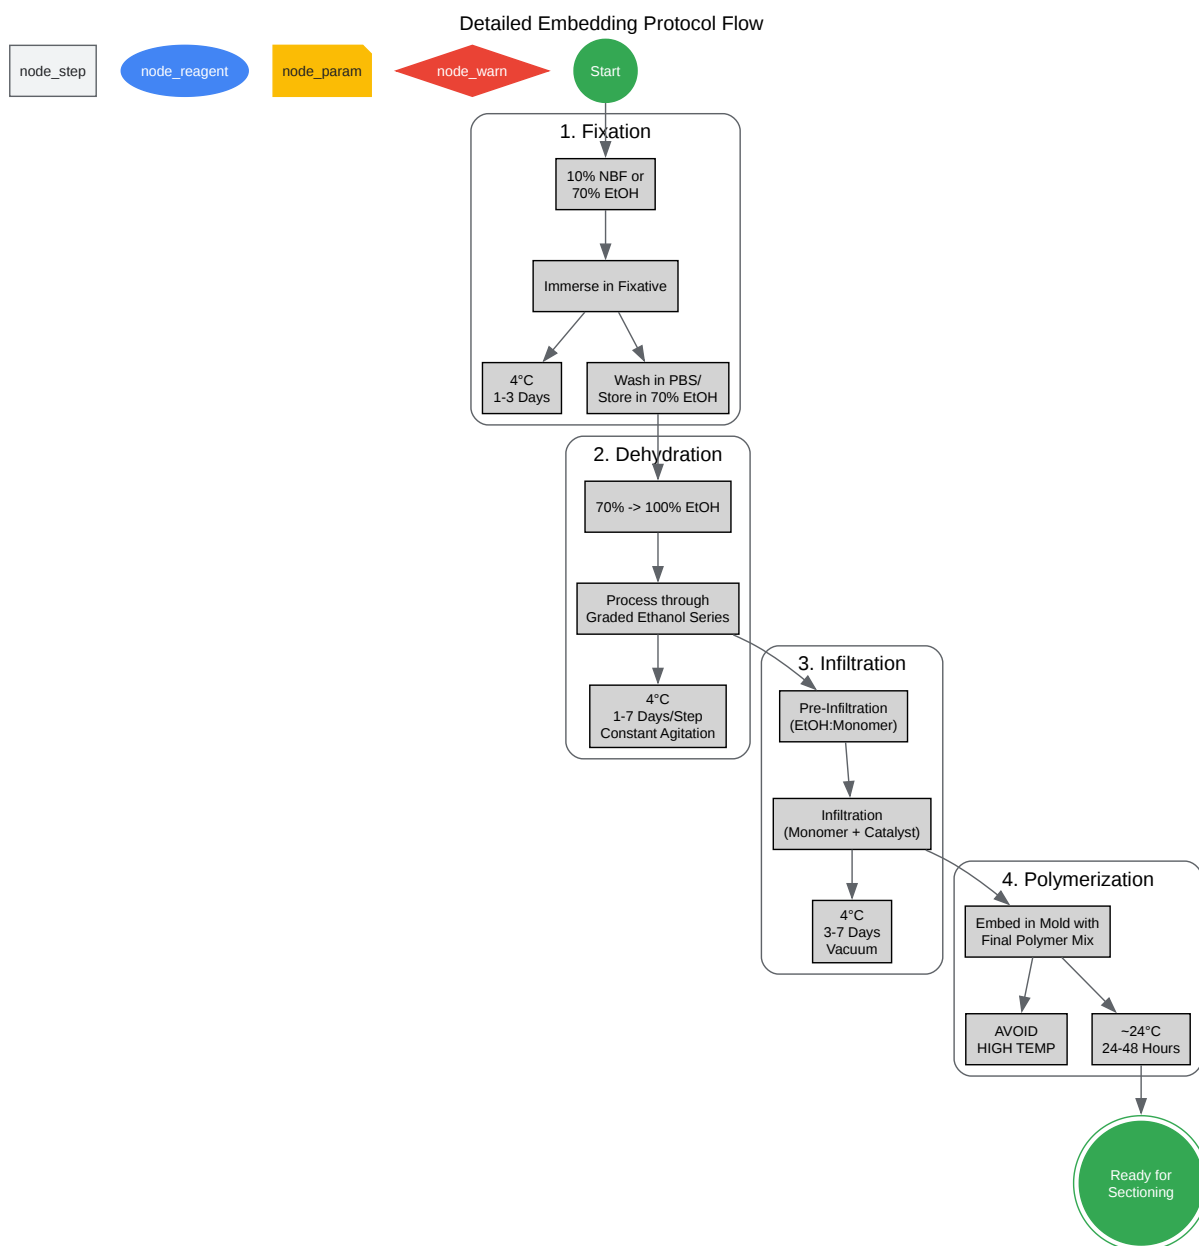 Detailed Embedding Protocol Flow
node_step
node_reagent
node_param
node_warn
Start
1. Fixation
10% NBF or
70% EtOH
Immerse in Fixative
4°C
1-3 Days
Wash in PBS/
Store in 70% EtOH
2. Dehydration
70% -> 100% EtOH
Process through
Graded Ethanol Series
4°C
1-7 Days/Step
Constant Agitation
3. Infiltration
Pre-Infiltration
(EtOH:Monomer)
Infiltration
(Monomer + Catalyst)
4°C
3-7 Days
Vacuum
4. Polymerization
Embed in Mold with
Final Polymer Mix
AVOID
HIGH TEMP
~24°C
24-48 Hours
Ready for
Sectioning